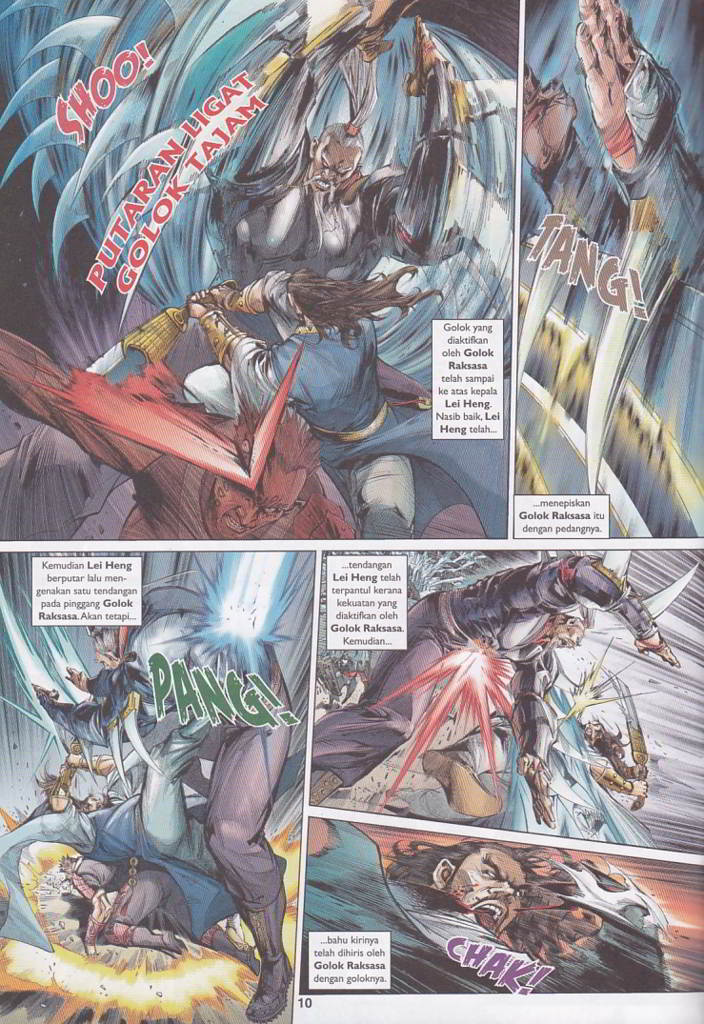 SHOO!
PUTARAN LIGAT
GOLOK TAJAM
Golok yang
diaktifkan
oleh Golok
Raksasa
telah sampai
ke atas kepala
Lei Heng.
Nasib baik, Lei
Heng telah...
TANG!
...menepiskan
Golok Raksasa itu
dengan pedangnya.
Kemudian Lei Heng
berputar lalu men-
genakan satu tendangan
pada pinggang Golok
Raksasa. Akan tetapi...
PANG!
...tendangan
Lei Heng telah
terpantul kerana
kekuatan yang
diaktifkan oleh
Golok Raksasa.
Kemudian...
...bahu kirinya
telah dihiris oleh
Golok Raksasa
dengan goloknya.
CHAK!
10